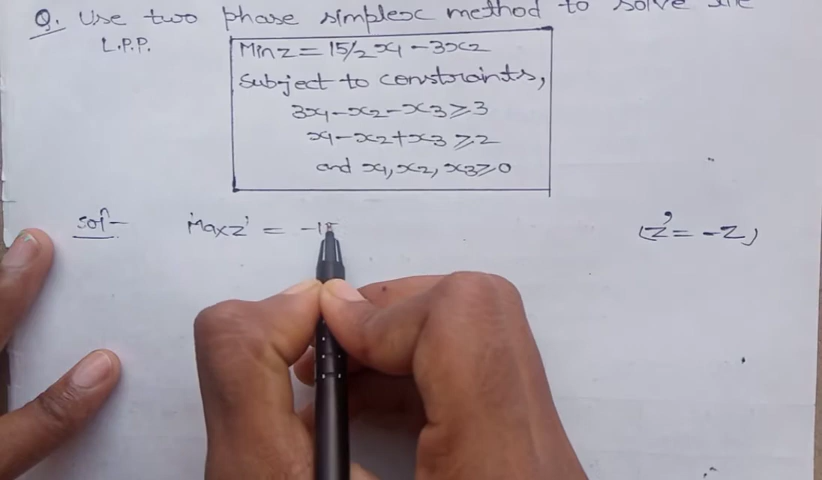 Q. Use two phase simplex method to solve the
L.P.P.
Min z = 15/2 x1 - 3x2
Subject to constraints,
3x1 - x2 - x3 ≥ 3
x1 - x2 + x3 ≥ 2
and x1, x2, x3 ≥ 0
Sol:- Max z' = -15 (z' = -z)